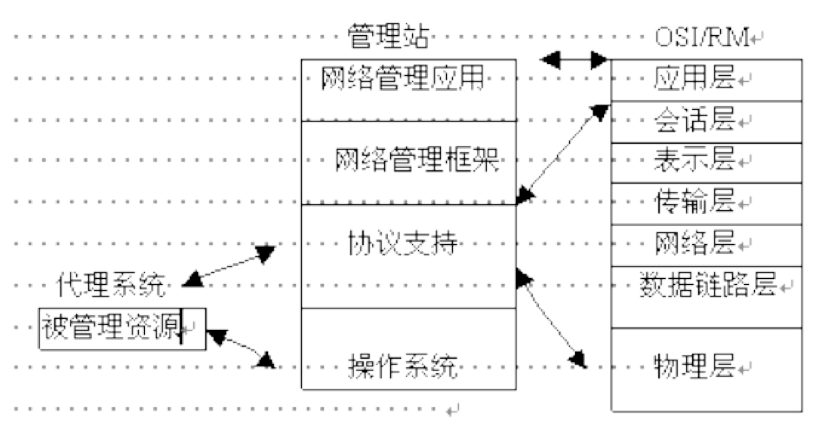 管理站 OSI/RM
网络管理应用 应用层
会话层
网络管理框架 表示层
传输层
协议支持 网络层
代理系统 数据链路层
被管理资源
操作系统 物理层